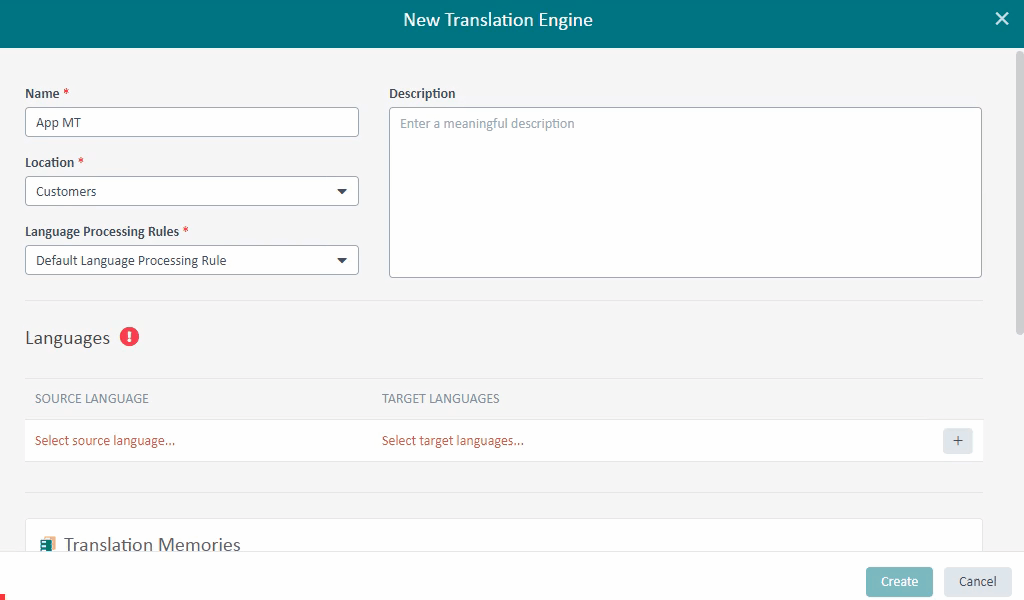 New Translation Engine
Name *
App MT
Description
Enter a meaningful description
Location *
Customers
Language Processing Rules *
Default Language Processing Rule
Languages
SOURCE LANGUAGE
TARGET LANGUAGES
Select source language...
Select target languages...
Translation Memories
Create
Cancel